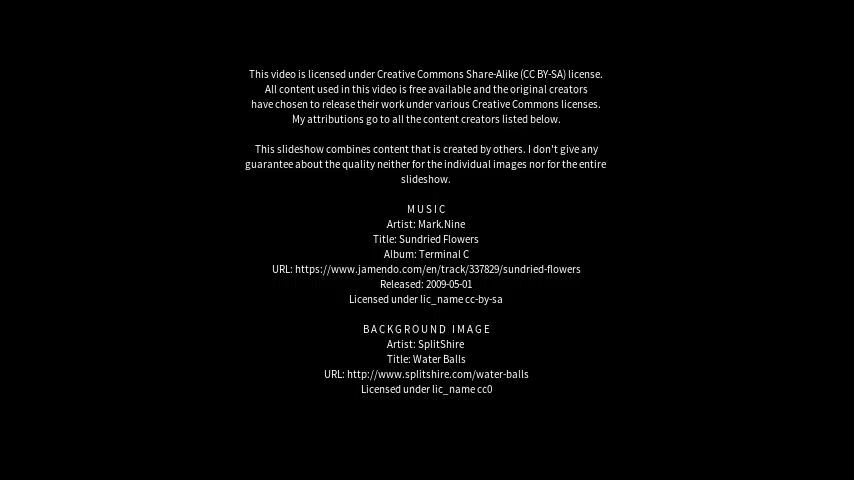 This video is licensed under Creative Commons Share-Alike (CC BY-SA) license.
All content used in this video is free available and the original creators
have chosen to release their work under various Creative Commons licenses.
My attributions go to all the content creators listed below.
This slideshow combines content that is created by others. I don't give any
guarantee about the quality neither for the individual images nor for the entire
slideshow.
MUSIC
Artist: Mark.Nine
Title: Sundried Flowers
Album: Terminal C
URL: https://www.jamendo.com/en/track/337829/sundried-flowers
Released: 2009-05-01
Licensed under lic_name cc-by-sa
BACKGROUND IMAGE
Artist: SplitShire
Title: Water Balls
URL: http://www.splitshire.com/water-balls
Licensed under lic_name cc0